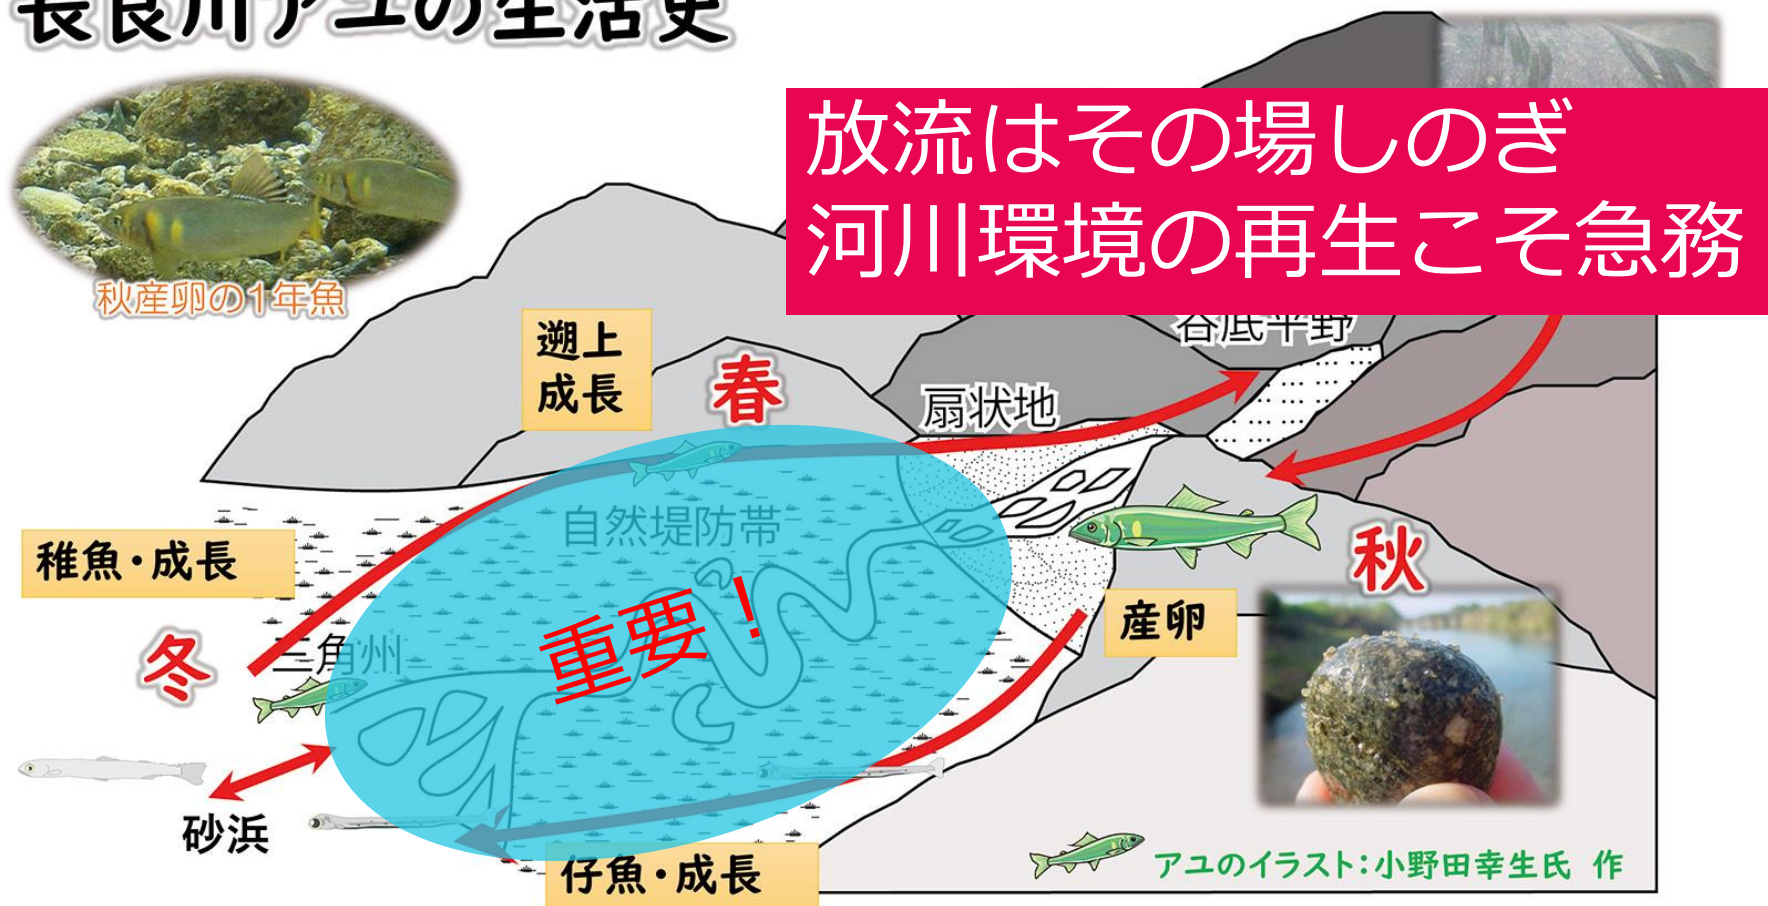 長良川アユの生活史
放流はその場しのぎ
河川環境の再生こそ急務
秋産卵の1年魚
谷底平野
遡上
成長
春
扇状地
自然堤防帯
稚魚・成長
秋
重要!
産卵
三角州
冬
砂浜
仔魚・成長
アユのイラスト:小野田幸生氏 作